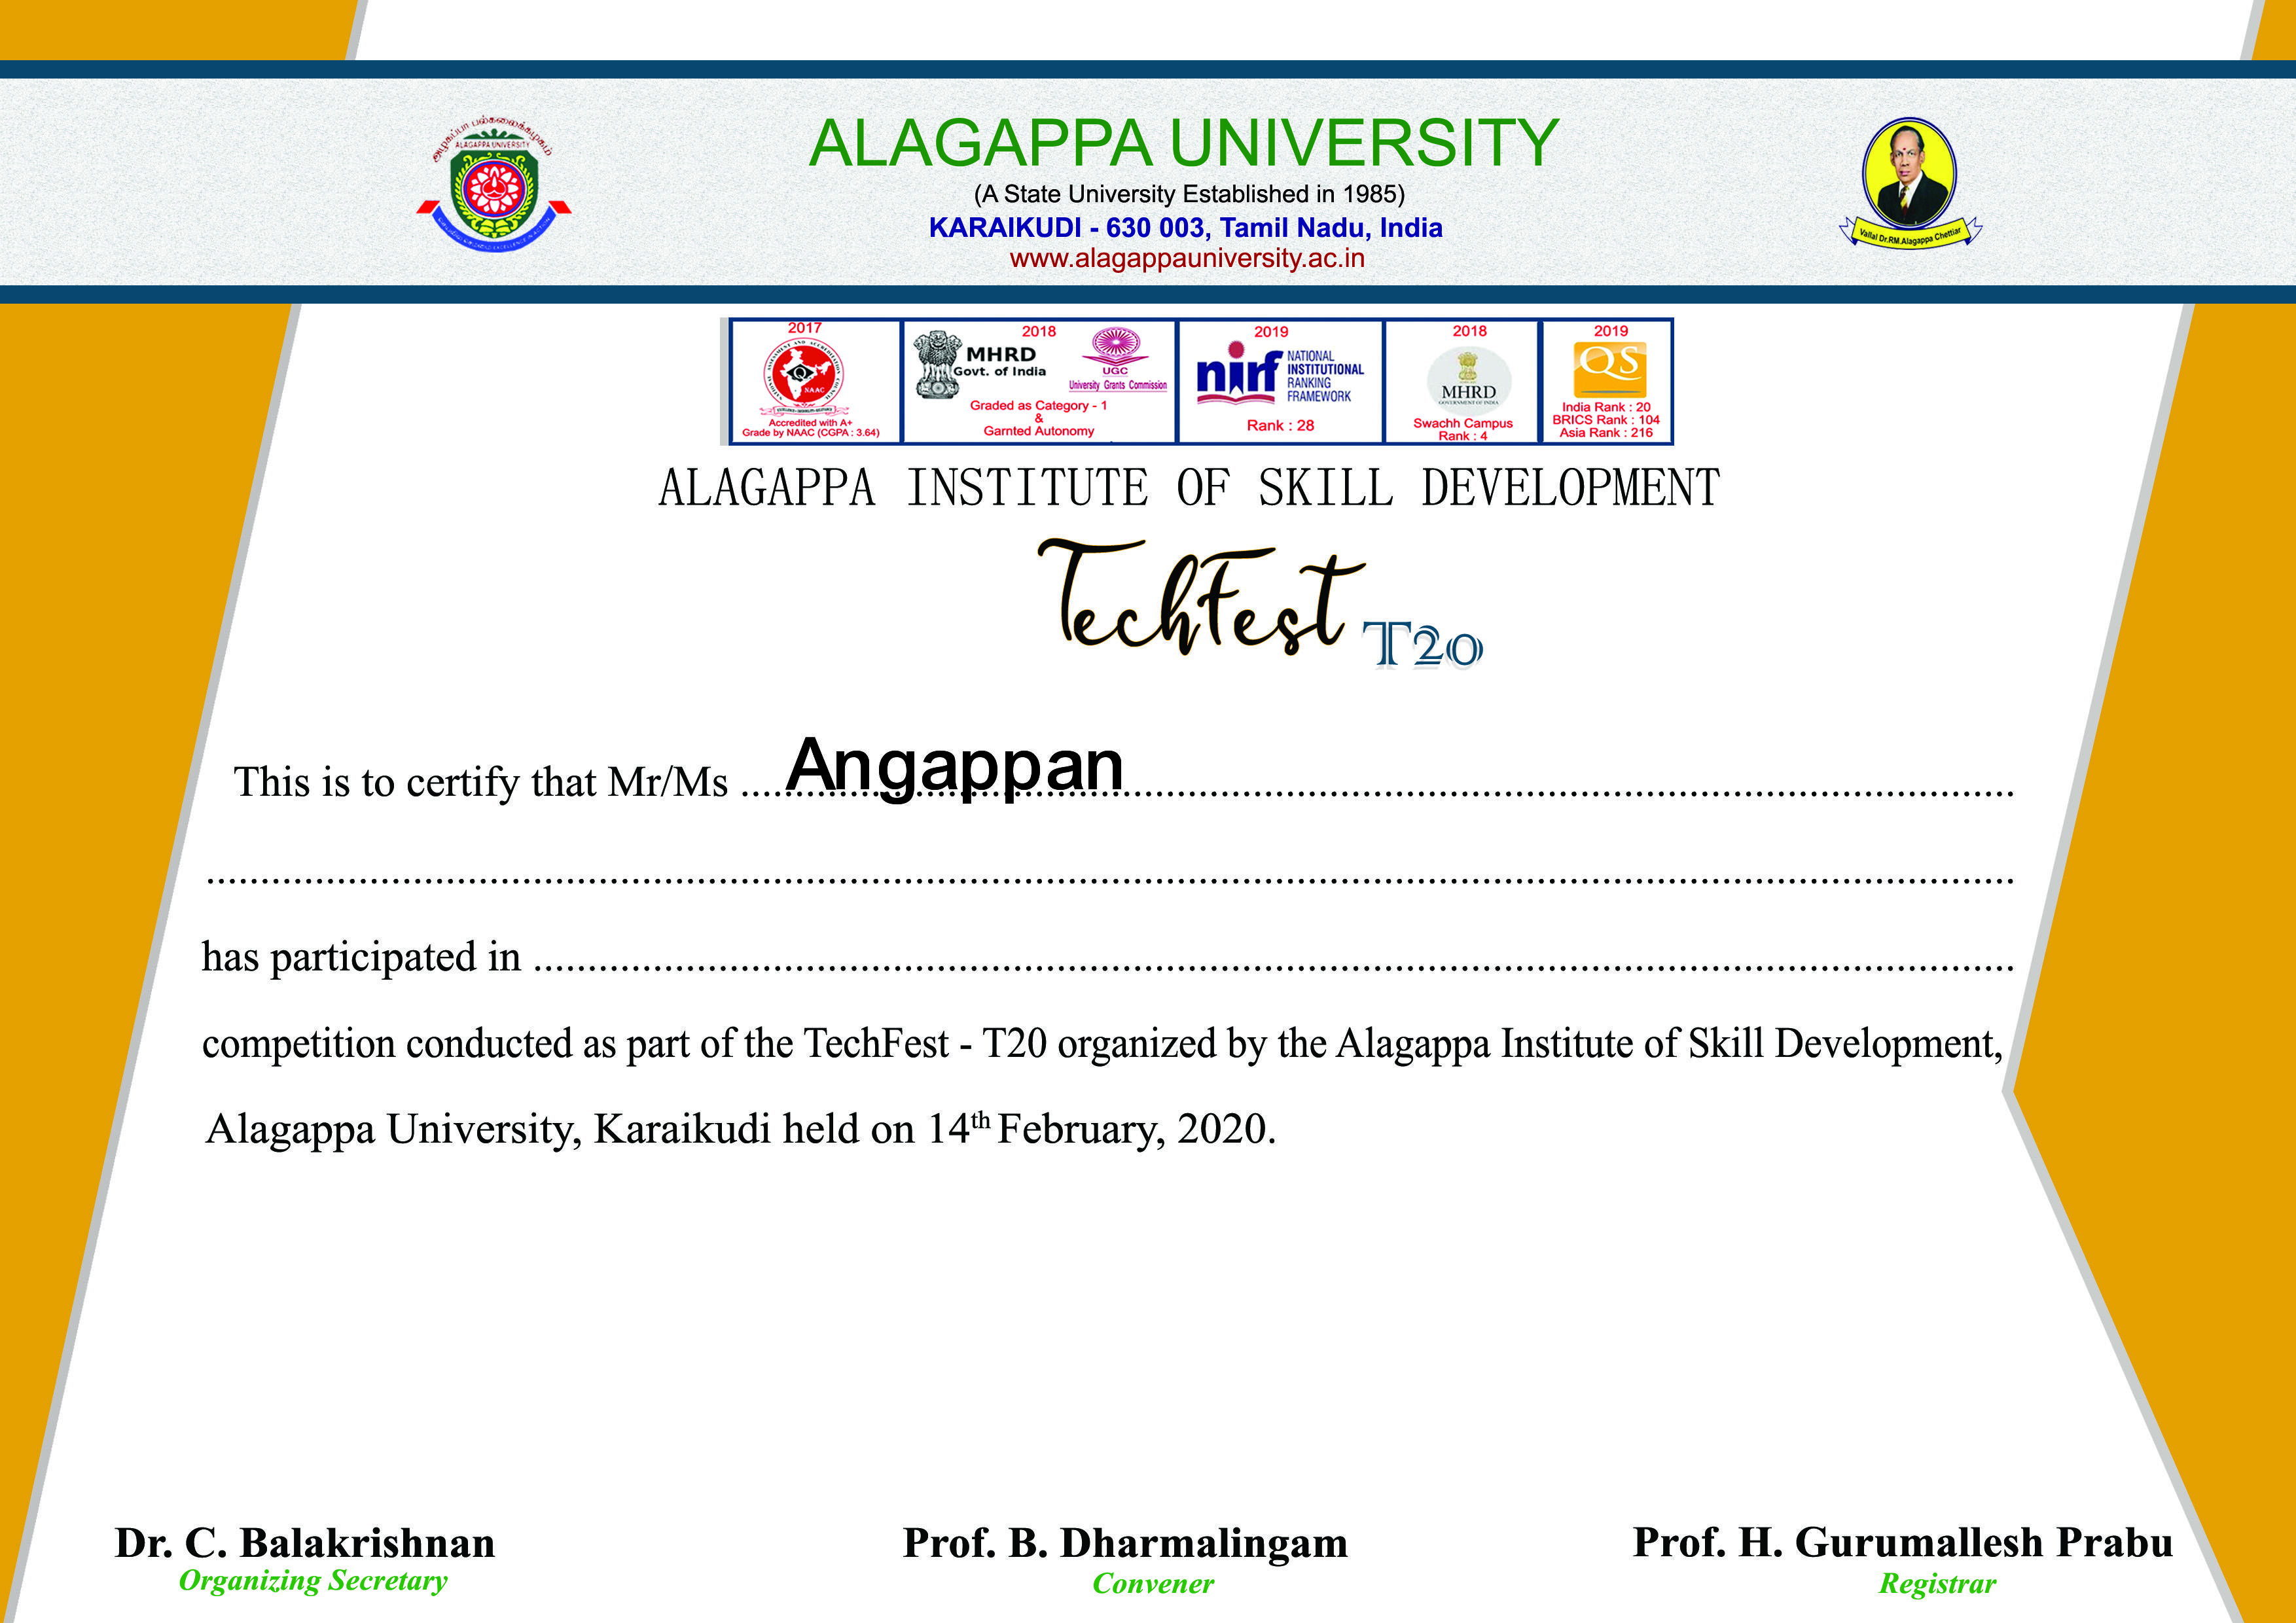 அழகப்பா பல்கலைக்கழகம்
ALAGAPPA UNIVERSITY
ALAGAPPA UNIVERSITY
(A State University Established in 1985)
KARAIKUDI - 630 003, Tamil Nadu, India
www.alagappauniversity.ac.in
Vallal Dr.RM.Alagappa Chettiar
2017
NAAC
Accredited with A+
Grade by NAAC (CGPA : 3.64)
2018
MHRD
Govt. of India
UGC
University Grants Commission
Graded as Category - 1
&
Garnted Autonomy
2019
nirf
NATIONAL
INSTITUTIONAL
RANKING
FRAMEWORK
Rank : 28
2018
MHRD
GOVERNMENT OF INDIA
Swachh Campus
Rank : 4
2019
QS
India Rank : 20
BRICS Rank : 104
Asia Rank : 216
ALAGAPPA INSTITUTE OF SKILL DEVELOPMENT
TechFest T20
This is to certify that Mr/Ms ....Angappan....
has participated in ....
competition conducted as part of the TechFest - T20 organized by the Alagappa Institute of Skill Development,
Alagappa University, Karaikudi held on 14th February, 2020.
Dr. C. Balakrishnan
Organizing Secretary
Prof. B. Dharmalingam
Convener
Prof. H. Gurumallesh Prabu
Registrar